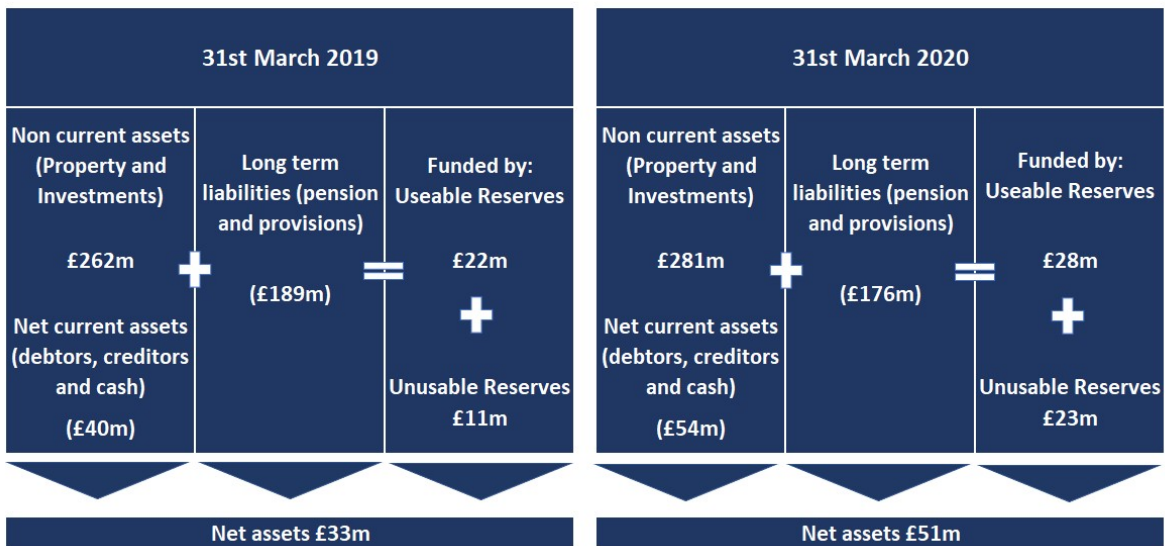 31st March 2019
Non current assets
(Property and
Investments)
£262m
Net current assets
(debtors, creditors
and cash)
(£40m)
Long term
liabilities (pension
and provisions)
(£189m)
Funded by:
Useable Reserves
£22m
Unusable Reserves
£11m
Net assets £33m
31st March 2020
Non current assets
(Property and
Investments)
£281m
Net current assets
(debtors, creditors
and cash)
(£54m)
Long term
liabilities (pension
and provisions)
(£176m)
Funded by:
Useable Reserves
£28m
Unusable Reserves
£23m
Net assets £51m